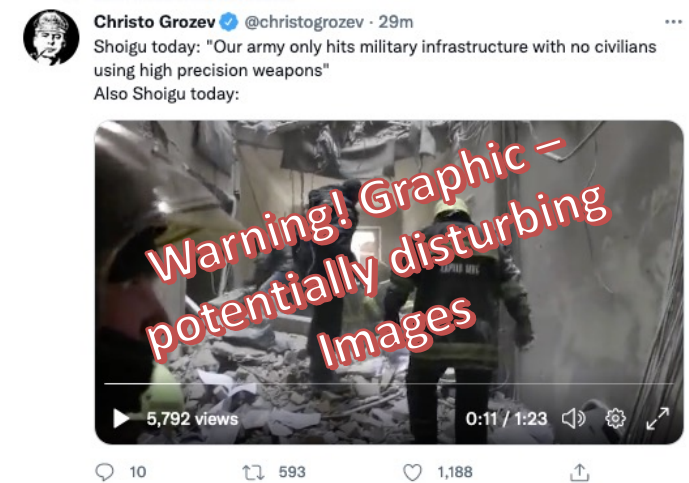 Christo Grozev @christogrozev · 29m
Shoigu today: "Our army only hits military infrastructure with no civilians
using high precision weapons"
Also Shoigu today:
Warning! Graphic –
potentially disturbing
Images
5,792 views
0:11 / 1:23
10 593 1,188